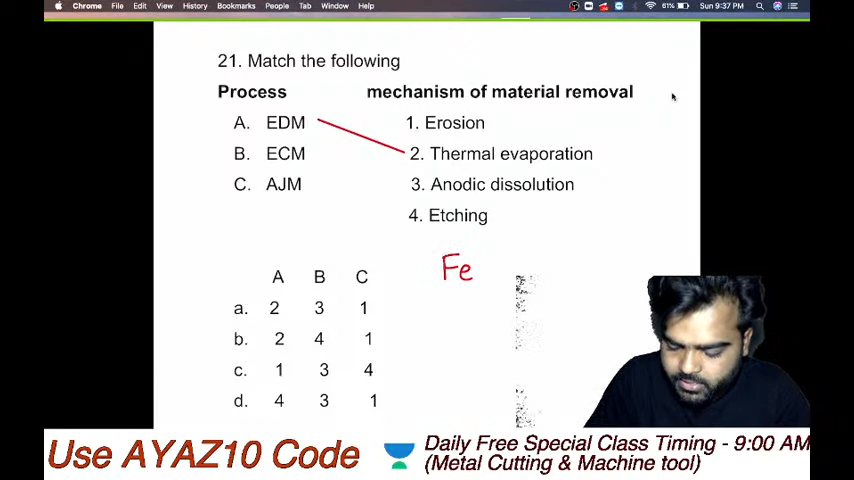 Chrome File Edit View History Bookmarks People Tab Window Help 61% Sun 9:37 PM
21. Match the following
Process mechanism of material removal
A. EDM 1. Erosion
B. ECM 2. Thermal evaporation
C. AJM 3. Anodic dissolution
4. Etching
Fe
A B C
a. 2 3 1
b. 2 4 1
c. 1 3 4
d. 4 3 1
Use AYAZ10 Code
Daily Free Special Class Timing - 9:00 AM
(Metal Cutting & Machine tool)